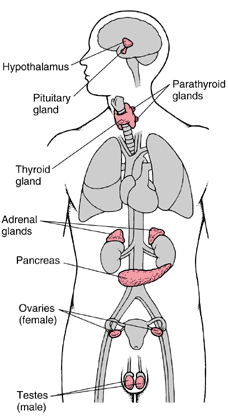 Hypothalamus
Pituitary
gland
Parathyroid
glands
Thyroid
gland
Adrenal
glands
Pancreas
Ovaries
(female)
Testes
(male)